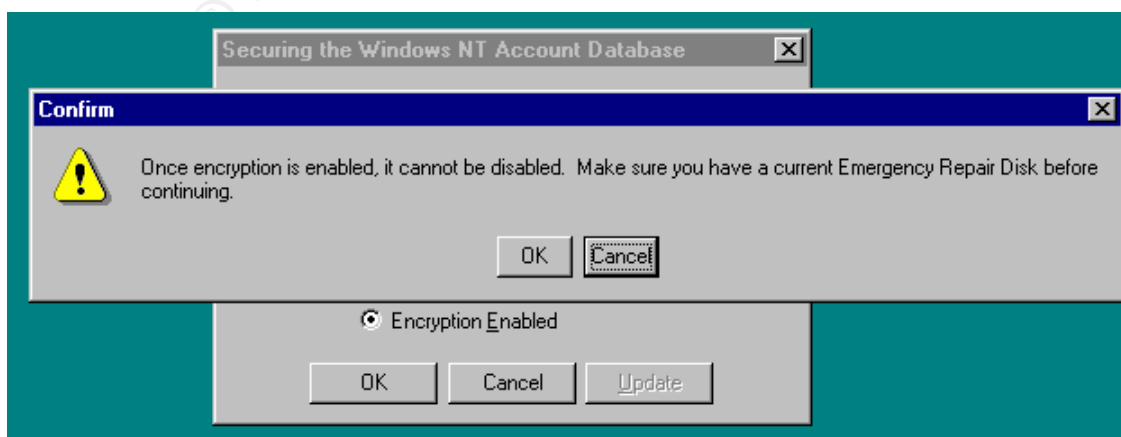 Securing the Windows NT Account Database
Confirm
Once encryption is enabled, it cannot be disabled.  Make sure you have a current Emergency Repair Disk before
continuing.
OK Cancel
Encryption Enabled
OK Cancel Update